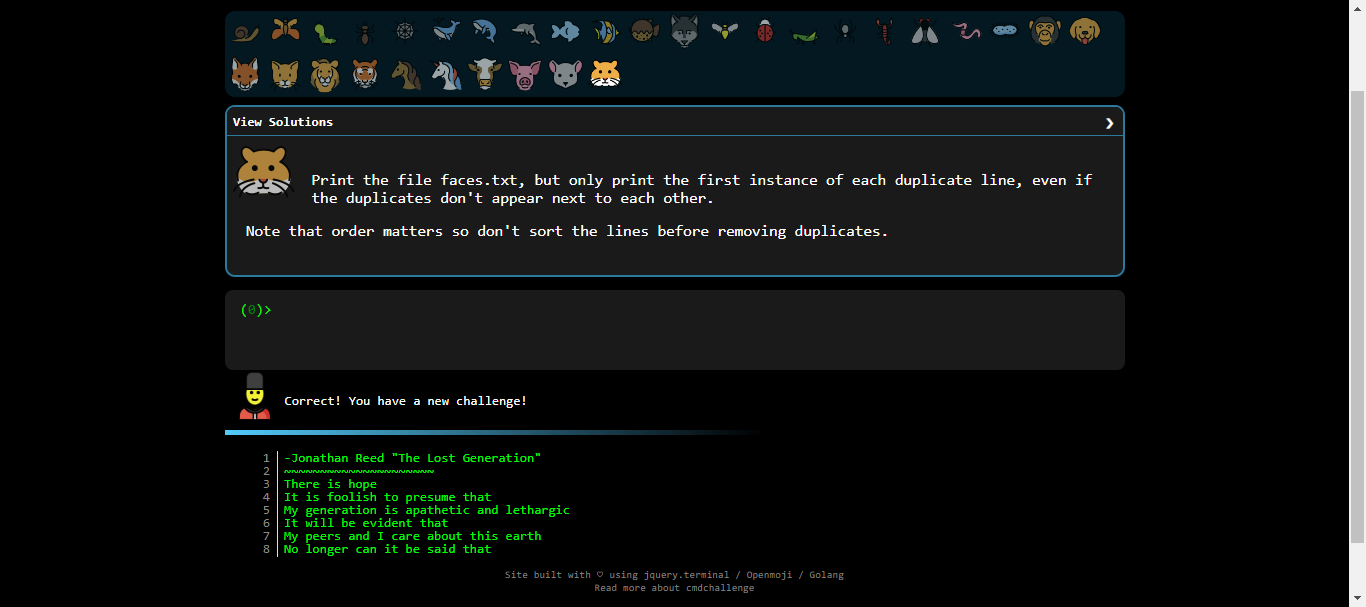 View Solutions
Print the file faces.txt, but only print the first instance of each duplicate line, even if
the duplicates don't appear next to each other.
Note that order matters so don't sort the lines before removing duplicates.
(0)>
Correct! You have a new challenge!
1 -Jonathan Reed "The Lost Generation"
2 ~~~~~~~~~~~~~~~~~~~~~
3 There is hope
4 It is foolish to presume that
5 My generation is apathetic and lethargic
6 It will be evident that
7 My peers and I care about this earth
8 No longer can it be said that
Site built with ♡ using jquery.terminal / Openmoji / Golang
Read more about cmdchallenge